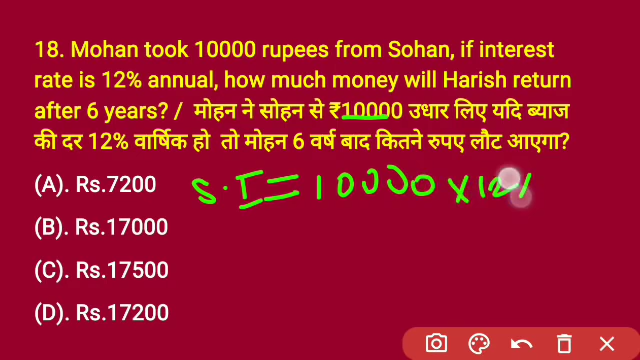 18. Mohan took 10000 rupees from Sohan, if interest
rate is 12% annual, how much money will Harish return
after 6 years? / मोहन ने सोहन से ₹10000 उधार लिए यदि ब्याज
की दर 12% वार्षिक हो तो मोहन 6 वर्ष बाद कितने रुपए लौट आएगा?
(A). Rs.7200
S.I = 10000 X 12
(B). Rs.17000
(C). Rs.17500
(D). Rs.17200